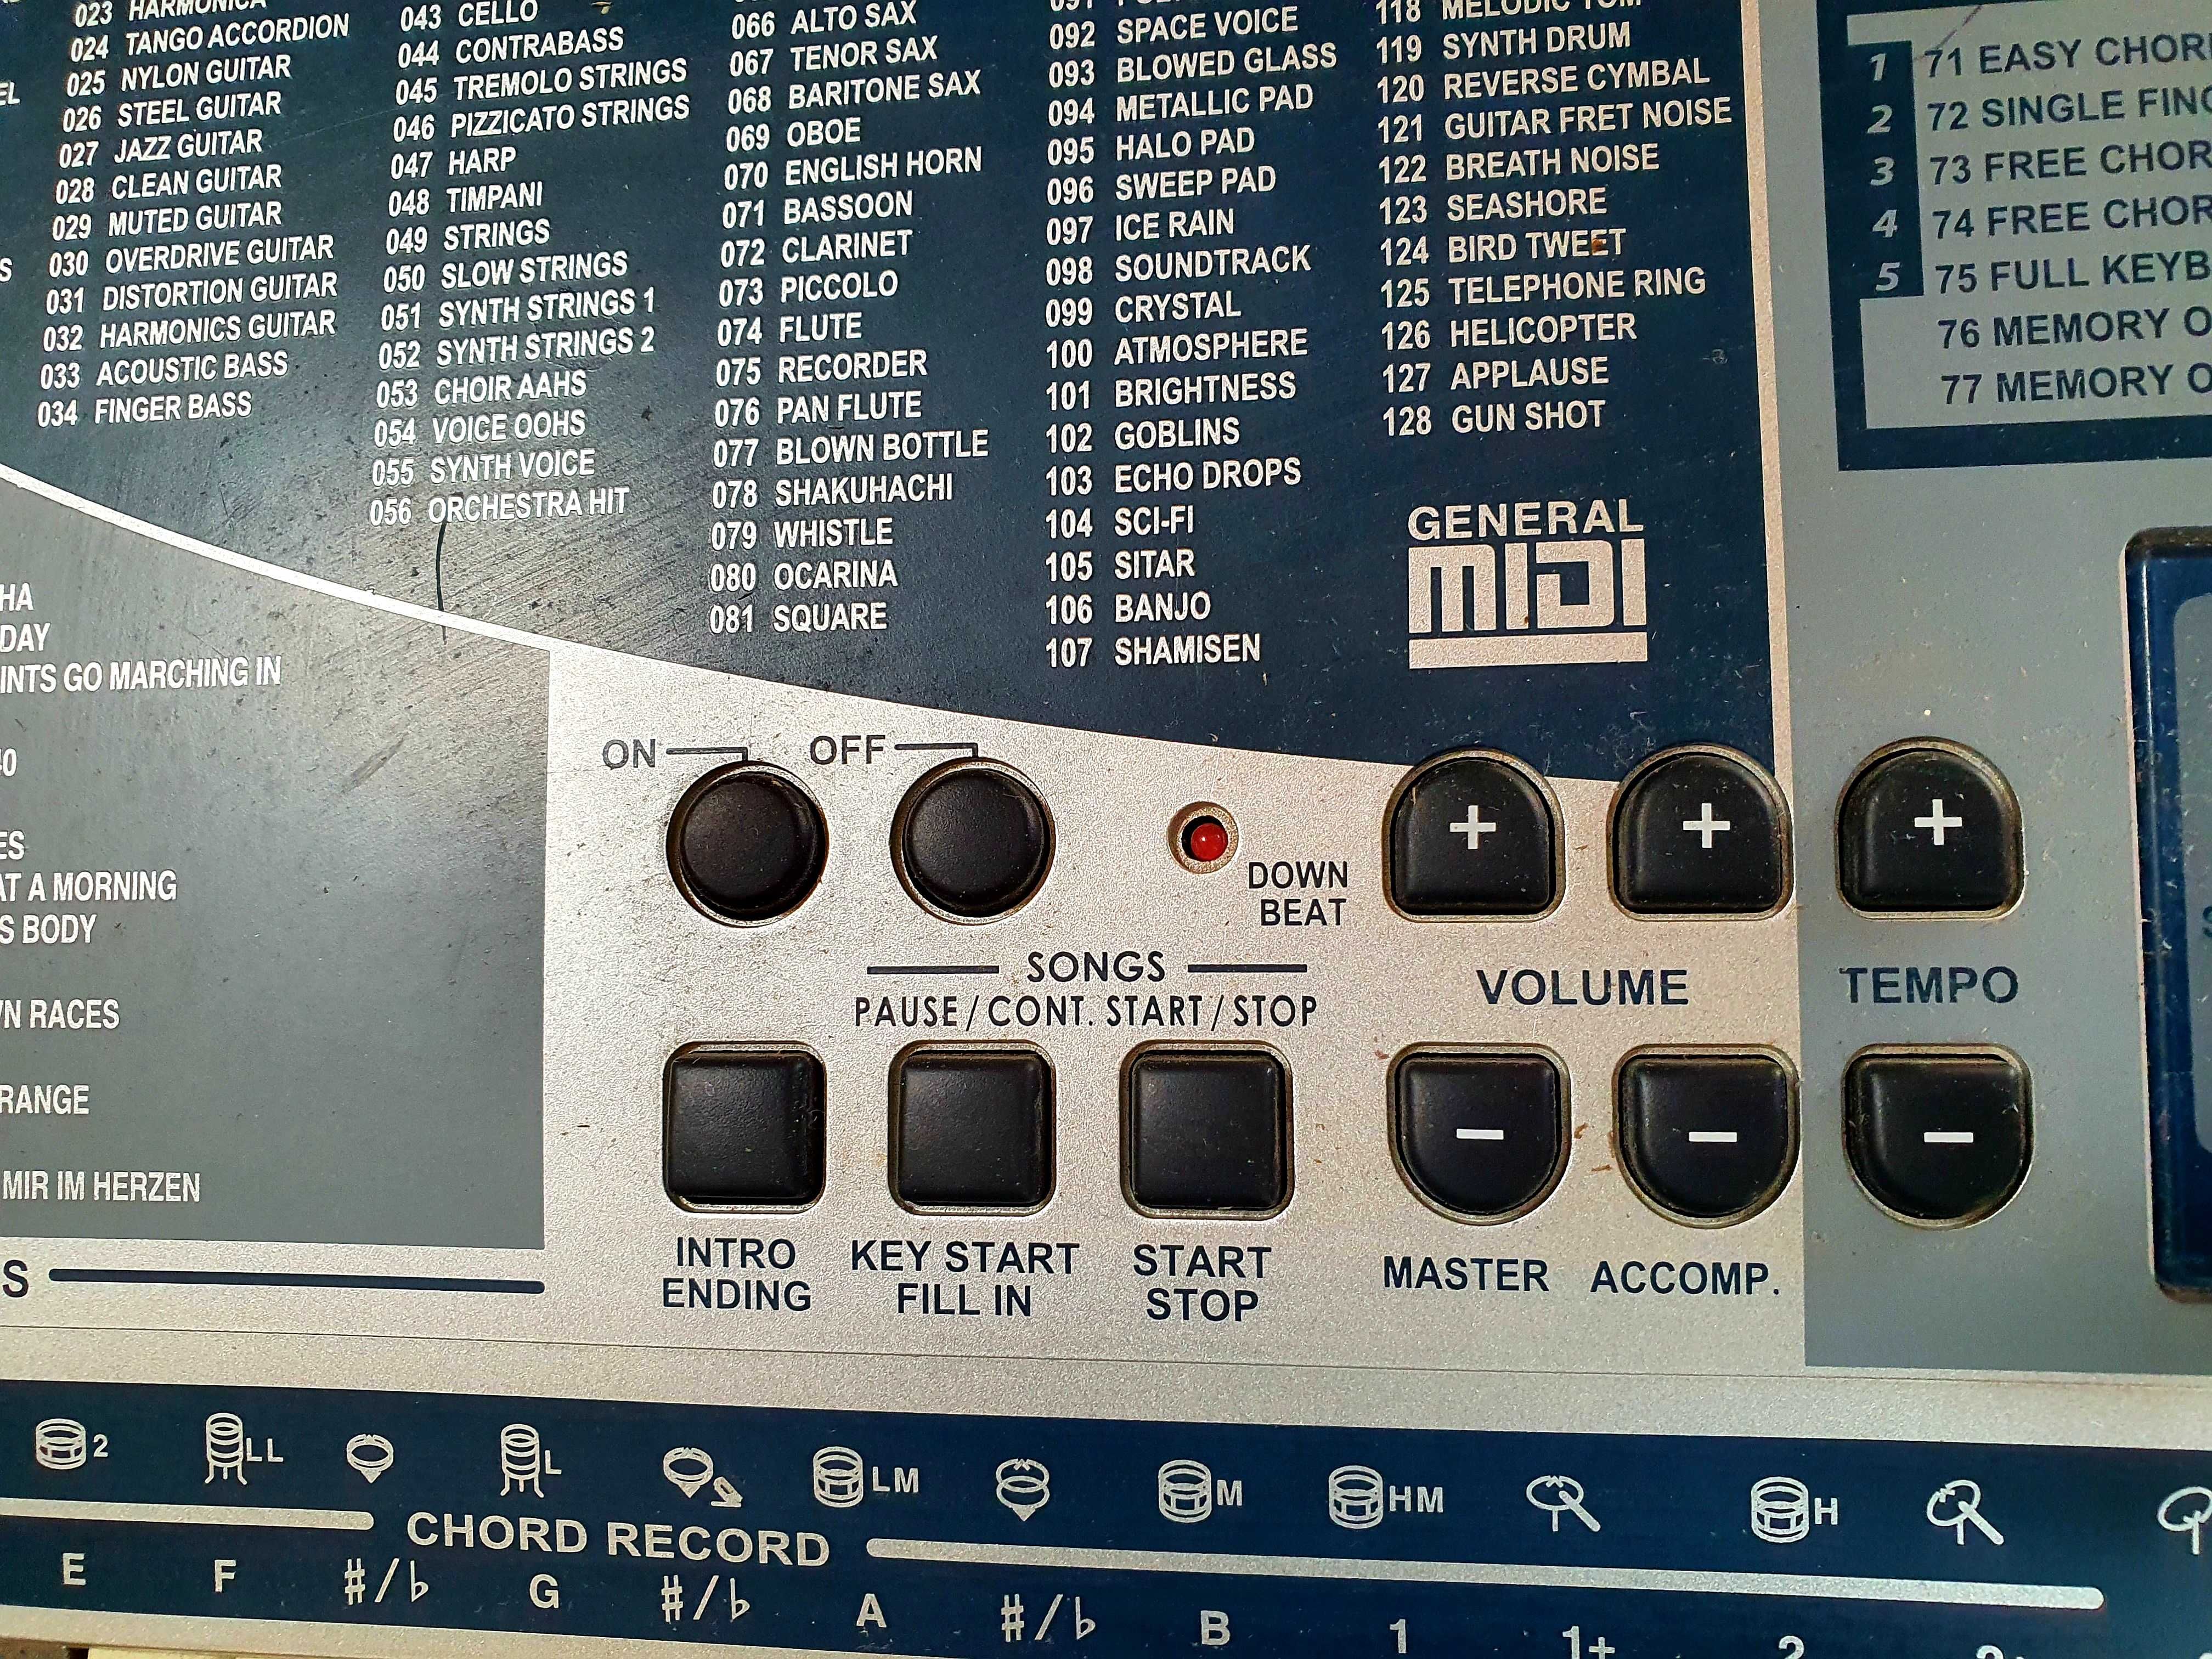 023 HARMONICA
024 TANGO ACCORDION
025 NYLON GUITAR
026 STEEL GUITAR
027 JAZZ GUITAR
028 CLEAN GUITAR
029 MUTED GUITAR
030 OVERDRIVE GUITAR
031 DISTORTION GUITAR
032 HARMONICS GUITAR
033 ACOUSTIC BASS
034 FINGER BASS
043 CELLO
044 CONTRABASS
045 TREMOLO STRINGS
046 PIZZICATO STRINGS
047 HARP
048 TIMPANI
049 STRINGS
050 SLOW STRINGS
051 SYNTH STRINGS 1
052 SYNTH STRINGS 2
053 CHOIR AAHS
054 VOICE OOHS
055 SYNTH VOICE
056 ORCHESTRA HIT
066 ALTO SAX
067 TENOR SAX
068 BARITONE SAX
069 OBOE
070 ENGLISH HORN
071 BASSOON
072 CLARINET
073 PICCOLO
074 FLUTE
075 RECORDER
076 PAN FLUTE
077 BLOWN BOTTLE
078 SHAKUHACHI
079 WHISTLE
080 OCARINA
081 SQUARE
092 SPACE VOICE
093 BLOWED GLASS
094 METALLIC PAD
095 HALO PAD
096 SWEEP PAD
097 ICE RAIN
098 SOUNDTRACK
099 CRYSTAL
100 ATMOSPHERE
101 BRIGHTNESS
102 GOBLINS
103 ECHO DROPS
104 SCI-FI
105 SITAR
106 BANJO
107 SHAMISEN
118 MELODIC TOM
119 SYNTH DRUM
120 REVERSE CYMBAL
121 GUITAR FRET NOISE
122 BREATH NOISE
123 SEASHORE
124 BIRD TWEET
125 TELEPHONE RING
126 HELICOPTER
127 APPLAUSE
128 GUN SHOT
GENERAL
MIDI
1 71 EASY CHOR
2 72 SINGLE FING
3 73 FREE CHOR
4 74 FREE CHOR
5 75 FULL KEYB
76 MEMORY O
77 MEMORY O
HA
DAY
INTS GO MARCHING IN
ES
AT A MORNING
S BODY
WN RACES
RANGE
MIR IM HERZEN
S
ON OFF
DOWN
BEAT
+ + +
SONGS
PAUSE / CONT. START / STOP
VOLUME TEMPO
− − −
INTRO
ENDING
KEY START
FILL IN
START
STOP
MASTER ACCOMP.
2 LL L LM M HM H
CHORD RECORD
E F #/♭ G #/♭ A #/♭ B 1 1+ 2